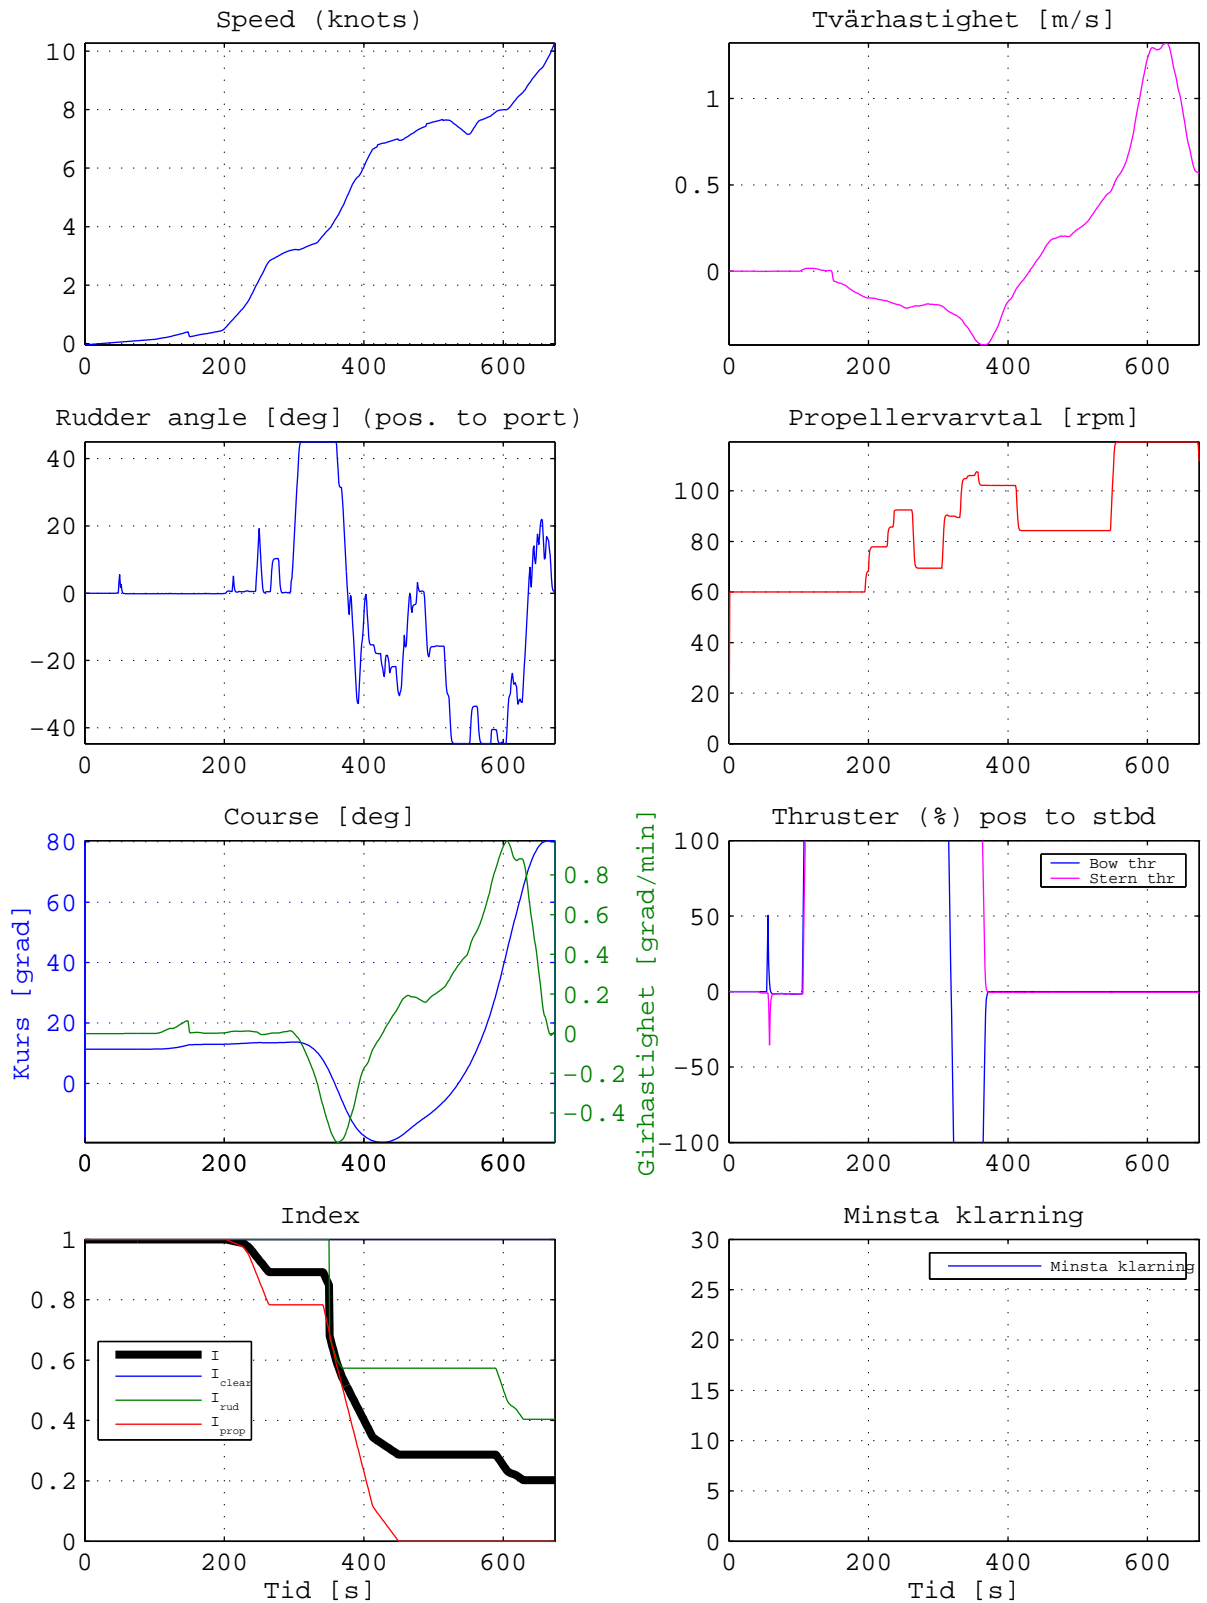 Speed (knots)
10
8
6
4
2
0
0 200 400 600
Tvärhastighet [m/s]
1
0.5
0
0 200 400 600
Rudder angle [deg] (pos. to port)
40
20
0
−20
−40
0 200 400 600
Propellervarvtal [rpm]
100
80
60
40
20
0
0 200 400 600
Course [deg]
Kurs [grad]
80
60
40
20
0
0 200 400 600
0.8
0.6
0.4
0.2
0
−0.2
−0.4
Girhastighet [grad/min]
Thruster (%) pos to stbd
100
50
0
−50
−100
0 200 400 600
Bow thr
Stern thr
Index
1
0.8
0.6
0.4
0.2
0
0 200 400 600
Tid [s]
I
I clear
I rud
I prop
Minsta klarning
30
25
20
15
10
5
0
0 200 400 600
Tid [s]
Minsta klarning